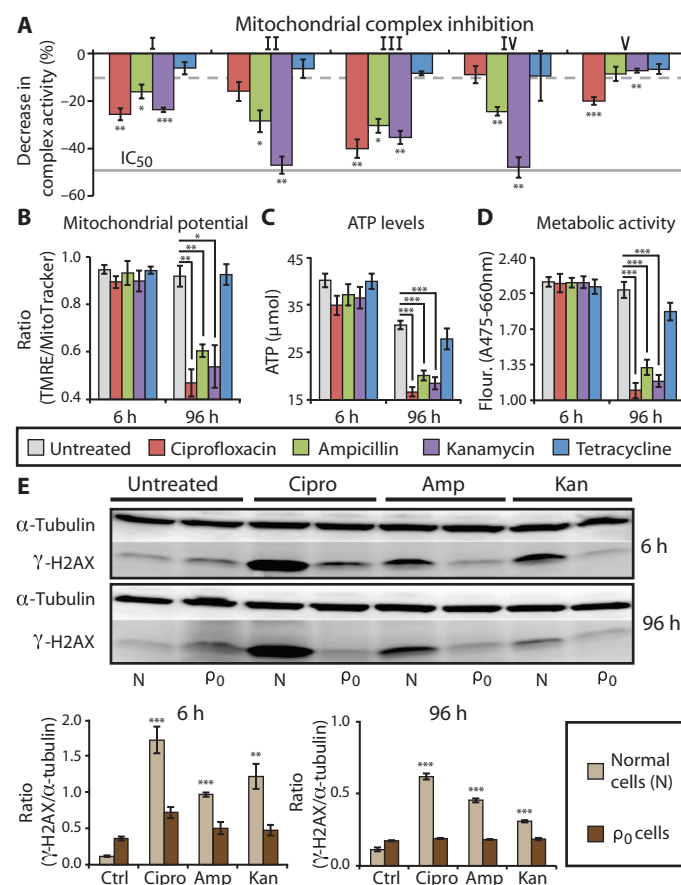 A Mitochondrial complex inhibition
I II III IV V
Decrease in
complex activity (%)
0
−20
−40
−60
IC50
** * *** * ** ** * ** ** ** *** **
B Mitochondrial potential
Ratio
(TMRE/MitoTracker)
1.0
0.8
0.6
0.4
*
**
**
6 h 96 h
C ATP levels
ATP (µmol)
45
35
25
15
***
***
***
6 h 96 h
D Metabolic activity
Flour. (A475-660nm)
2.05
1.70
1.35
1.00
***
***
***
6 h 96 h
Untreated Ciprofloxacin Ampicillin Kanamycin Tetracycline
E
Untreated Cipro Amp Kan
α-Tubulin
γ-H2AX
6 h
α-Tubulin
γ-H2AX
96 h
N ρ0 N ρ0 N ρ0 N ρ0
6 h
Ratio
(γ-H2AX/α-tubulin)
2.0
1.5
1.0
0.5
0
*** *** **
Ctrl Cipro Amp Kan
96 h
Ratio
(γ-H2AX/α-tubulin)
1.0
0.5
0.0
*** *** ***
Ctrl Cipro Amp Kan
Normal
cells (N)
ρ0 cells